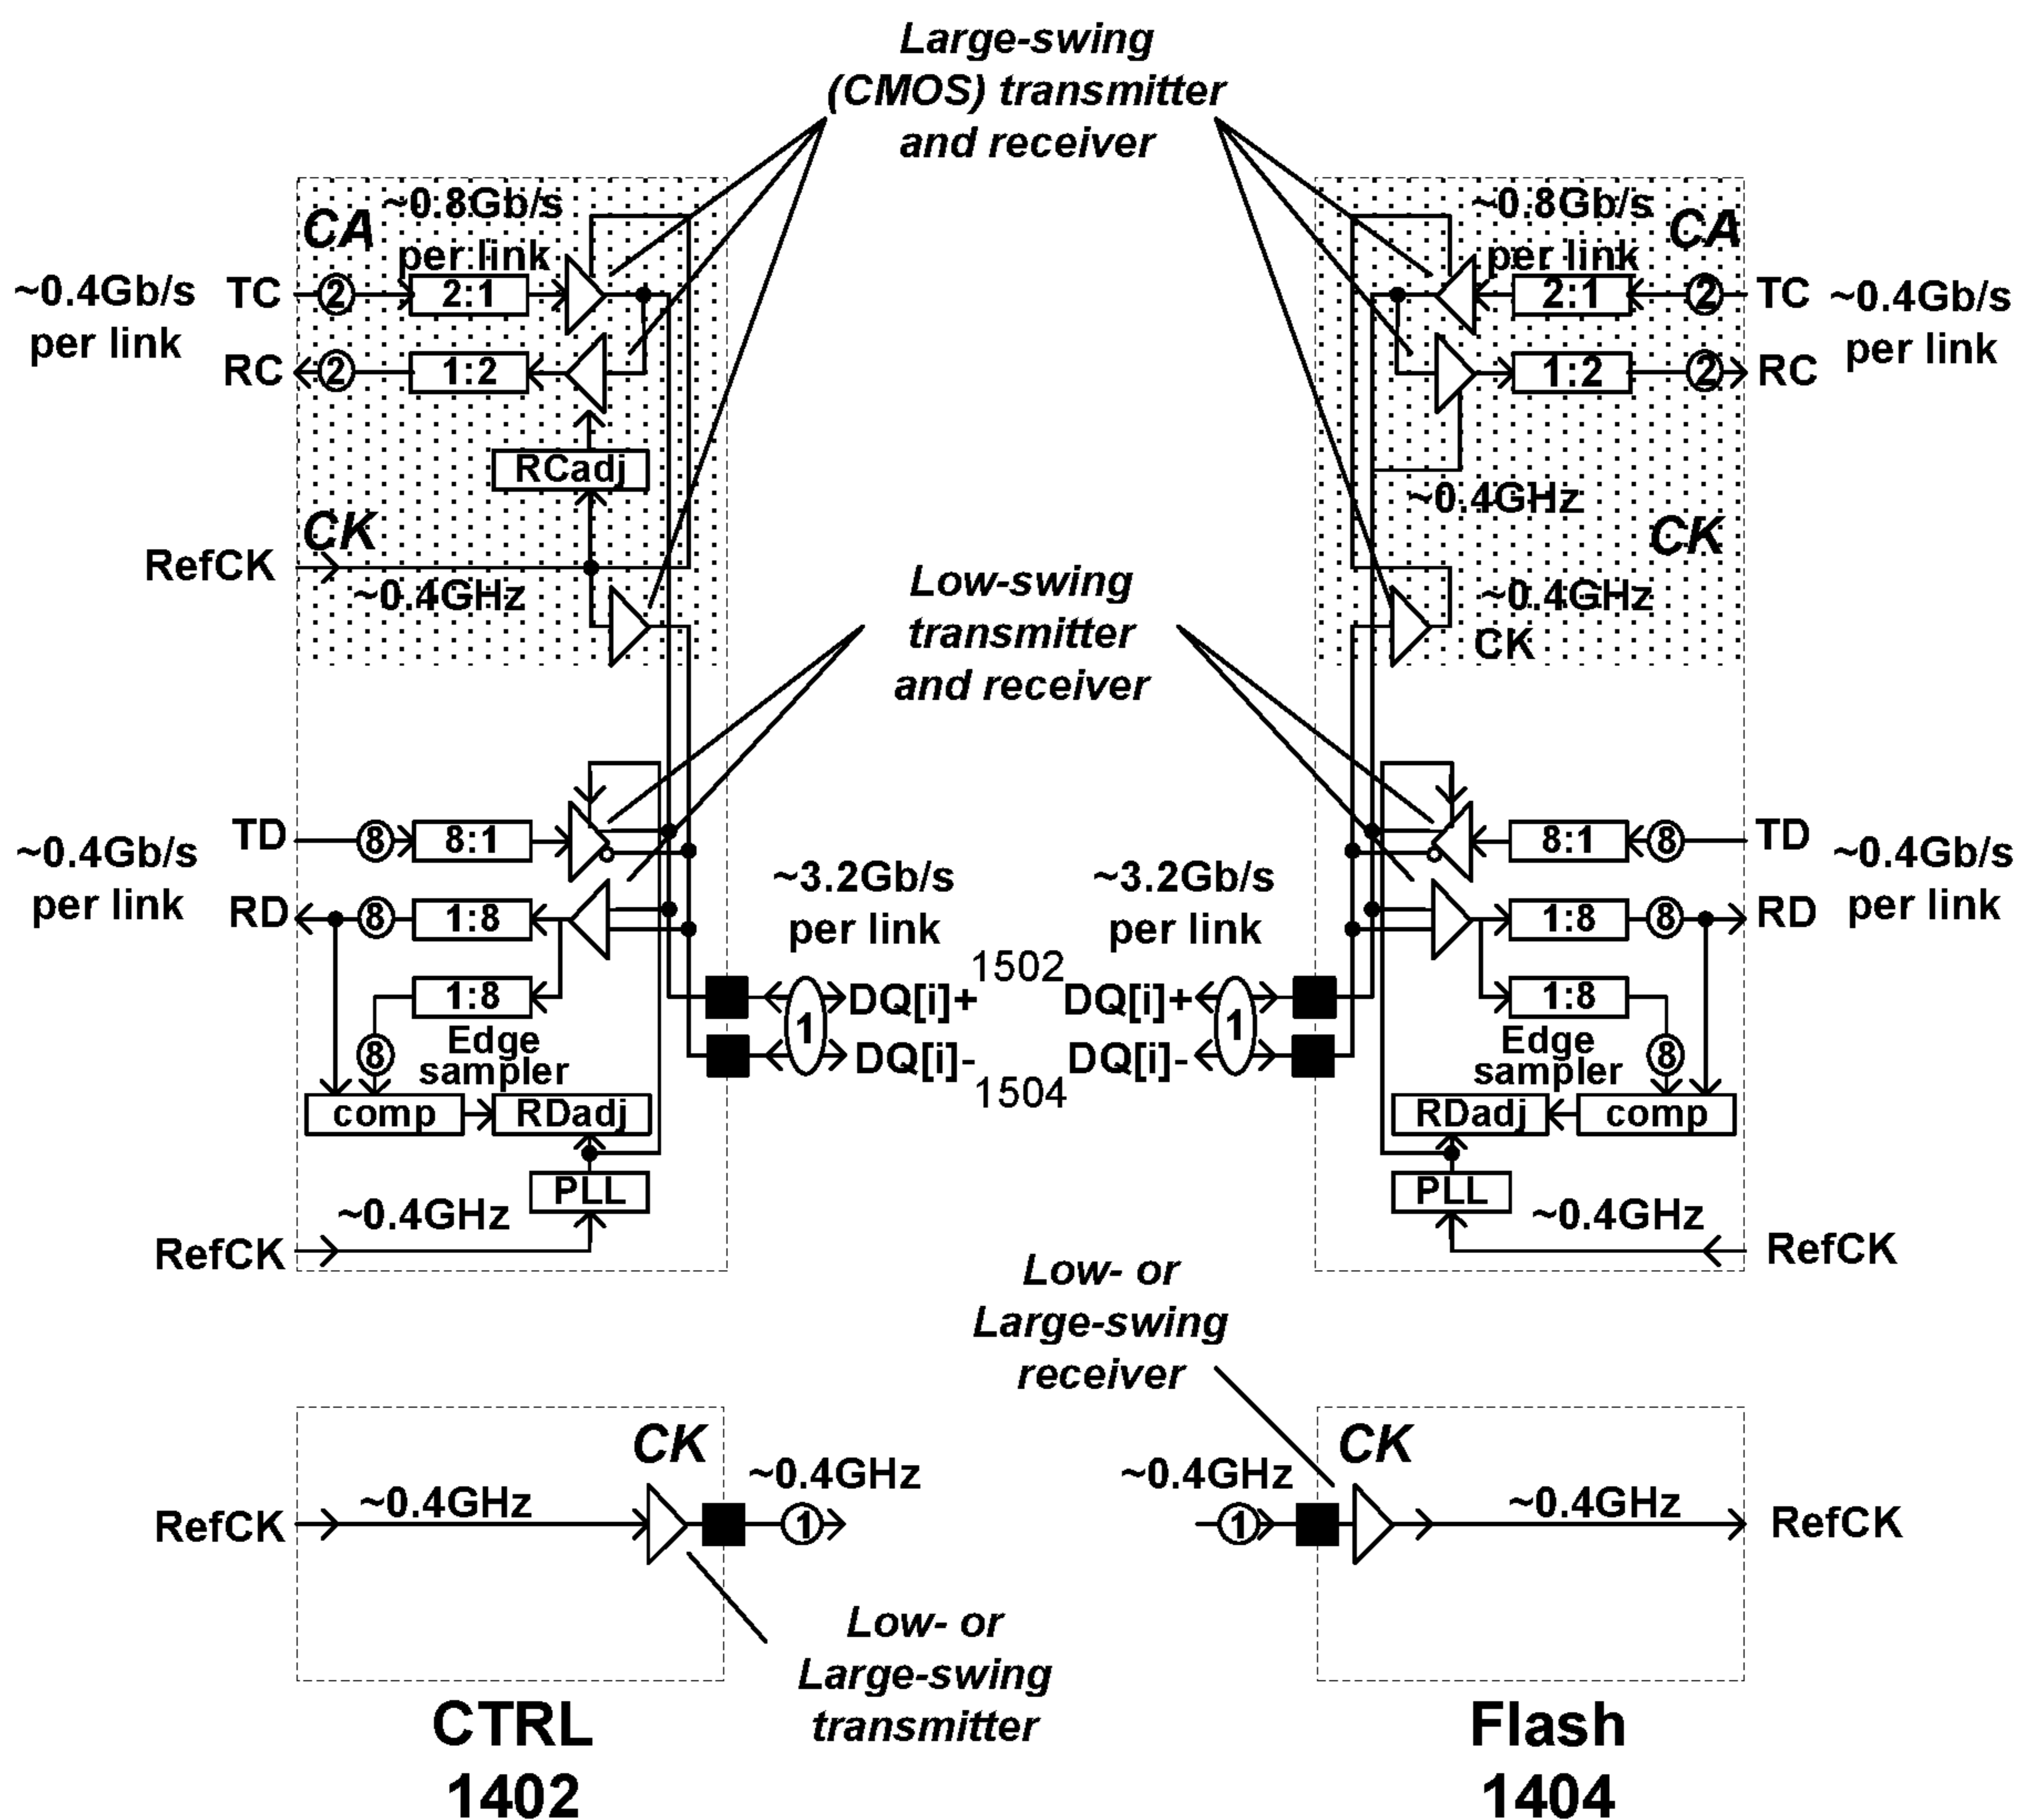 Large-swing
(CMOS) transmitter
and receiver
CA
~0.8Gb/s
per link
~0.4Gb/s
per link
TC
2
2:1
RC
2
1:2
RCadj
CK
RefCK
~0.4GHz
~0.8Gb/s
per link
CA
2:1
2
TC
~0.4Gb/s
per link
1:2
2
RC
~0.4GHz
CK
~0.4GHz
CK
Low-swing
transmitter
and receiver
TD
8
8:1
~0.4Gb/s
per link
RD
8
1:8
1:8
Edge
sampler
8
comp
RDadj
PLL
~0.4GHz
RefCK
~3.2Gb/s
per link
1
DQ[i]+
1502
DQ[i]-
1504
~3.2Gb/s
per link
DQ[i]+
DQ[i]-
1
8:1
8
TD
~0.4Gb/s
per link
1:8
8
RD
1:8
Edge
sampler
8
RDadj
comp
PLL
~0.4GHz
RefCK
Low- or
Large-swing
receiver
CK
RefCK
~0.4GHz
~0.4GHz
1
~0.4GHz
1
CK
~0.4GHz
RefCK
Low- or
Large-swing
transmitter
CTRL
1402
Flash
1404